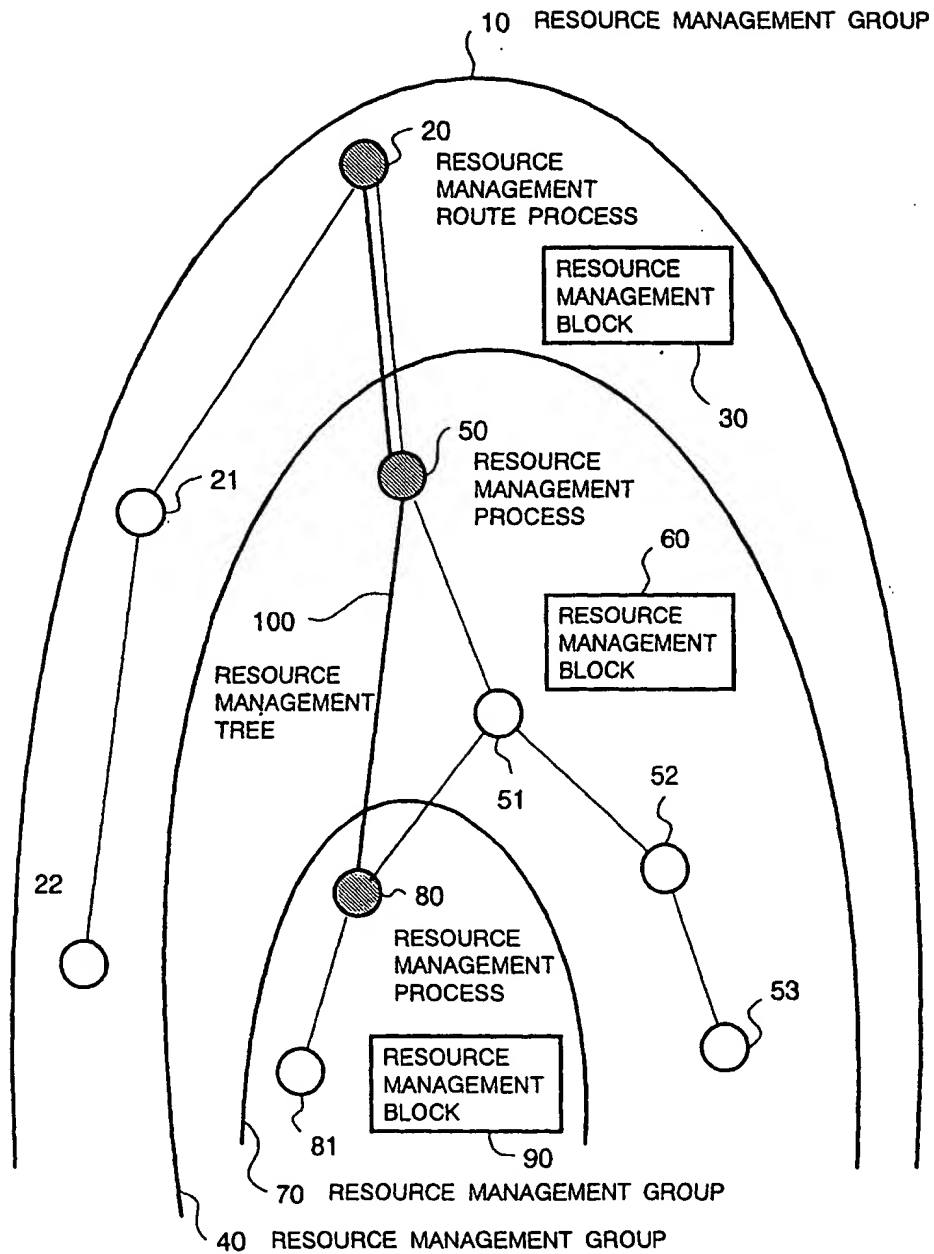 10 RESOURCE MANAGEMENT GROUP
20
RESOURCE
MANAGEMENT
ROUTE PROCESS
RESOURCE
MANAGEMENT
BLOCK
30
50
RESOURCE
MANAGEMENT
PROCESS
21
60
RESOURCE
MANAGEMENT
BLOCK
100
RESOURCE
MANAGEMENT
TREE
51
52
22
80
RESOURCE
MANAGEMENT
PROCESS
53
RESOURCE
MANAGEMENT
BLOCK
81
90
70 RESOURCE MANAGEMENT GROUP
40 RESOURCE MANAGEMENT GROUP